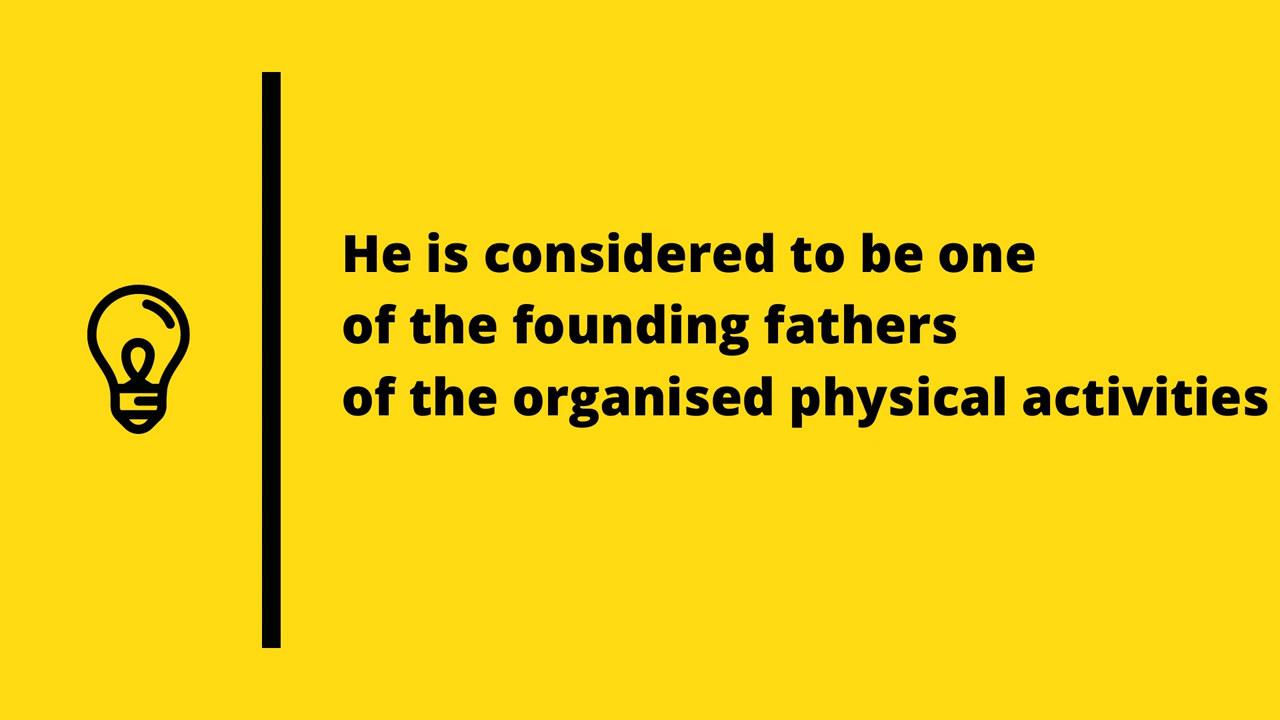 He is considered to be one
of the founding fathers
of the organised physical activities